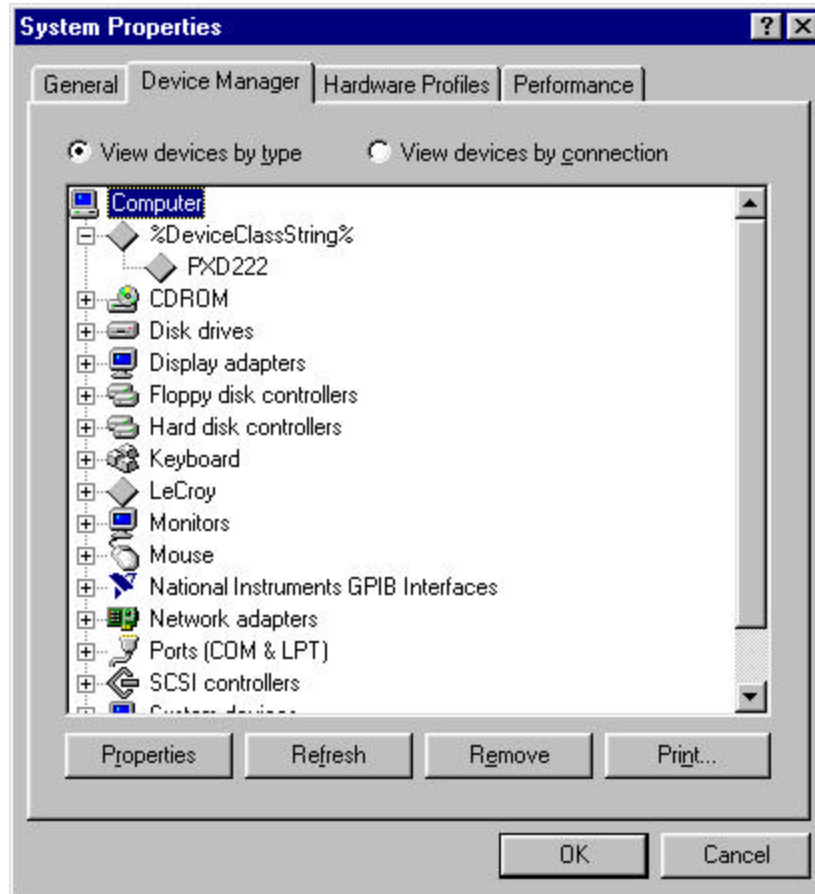 System Properties
General Device Manager Hardware Profiles Performance
View devices by type View devices by connection
Computer
%DeviceClassString%
PXD222
CDROM
Disk drives
Display adapters
Floppy disk controllers
Hard disk controllers
Keyboard
LeCroy
Monitors
Mouse
National Instruments GPIB Interfaces
Network adapters
Ports (COM & LPT)
SCSI controllers
System devices
Properties Refresh Remove Print...
OK Cancel